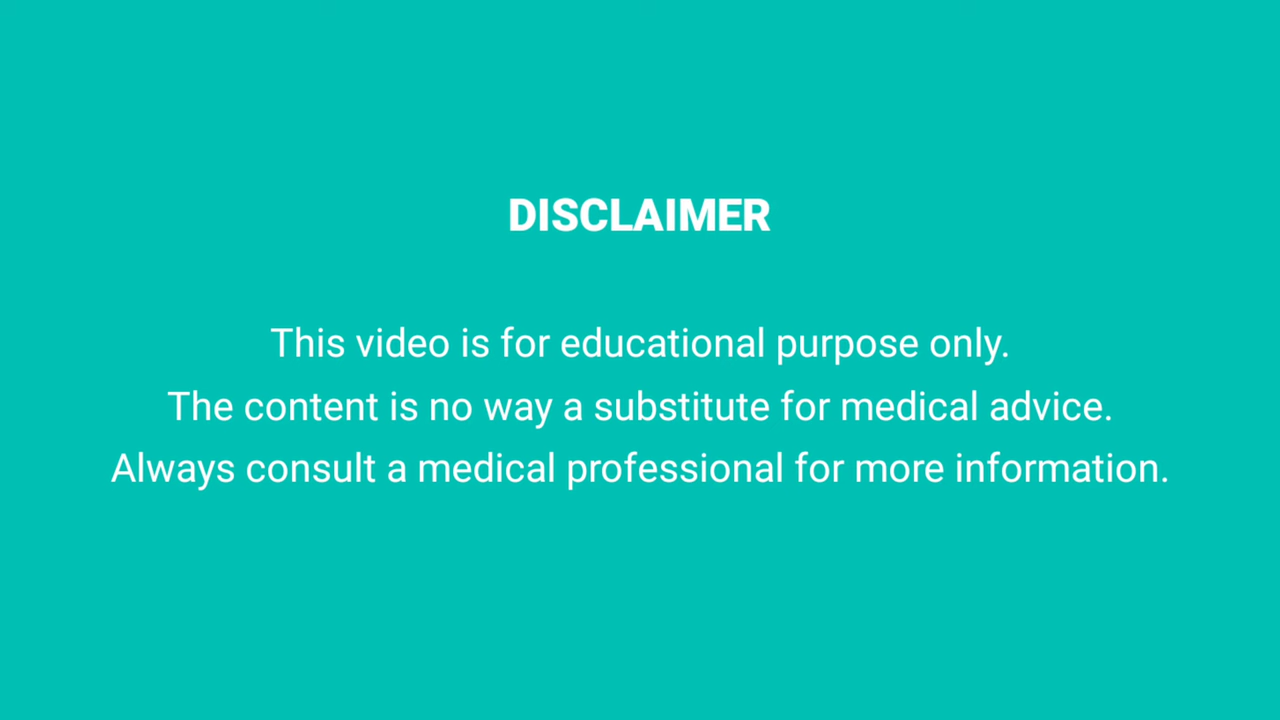 DISCLAIMER
This video is for educational purpose only.
The content is no way a substitute for medical advice.
Always consult a medical professional for more information.